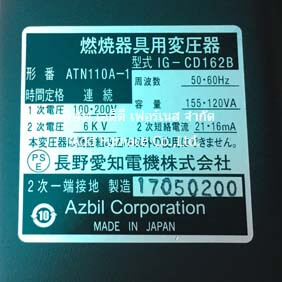 燃焼器具用変圧器
形番 ATN110A-1 型式 IG-CD162B
時間定格 連続 周波数 50・60Hz
1次電圧 100・200V 容量 155・120VA
2次電圧 6KV 2次短絡電流 21・16mA
PS E 長野愛知電機株式会社
2次一端接地 製造 17050200
10 Azbil Corporation
MADE IN JAPAN